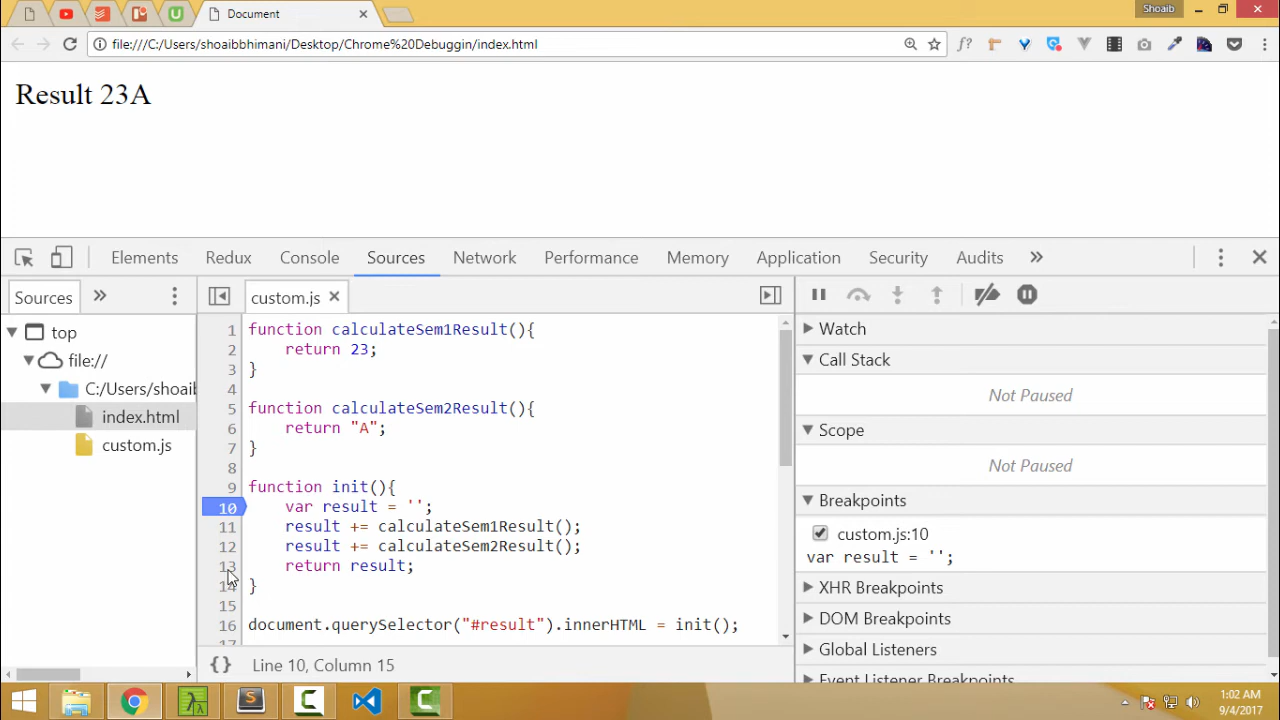 Document
Shoaib
file:///C:/Users/shoaibbhimani/Desktop/Chrome%20Debuggin/index.html
f?
Result 23A
Elements Redux Console Sources Network Performance Memory Application Security Audits »
Sources » custom.js
1 function calculateSem1Result(){
2 return 23;
3 }
4
5 function calculateSem2Result(){
6 return "A";
7 }
8
9 function init(){
10 var result = '';
11 result += calculateSem1Result();
12 result += calculateSem2Result();
13 return result;
14 }
15
16 document.querySelector("#result").innerHTML = init();
17
top
file://
C:/Users/shoaib
index.html
custom.js
{} Line 10, Column 15
Watch
Call Stack
Not Paused
Scope
Not Paused
Breakpoints
custom.js:10
var result = '';
XHR Breakpoints
DOM Breakpoints
Global Listeners
Event Listener Breakpoints
1:02 AM
9/4/2017